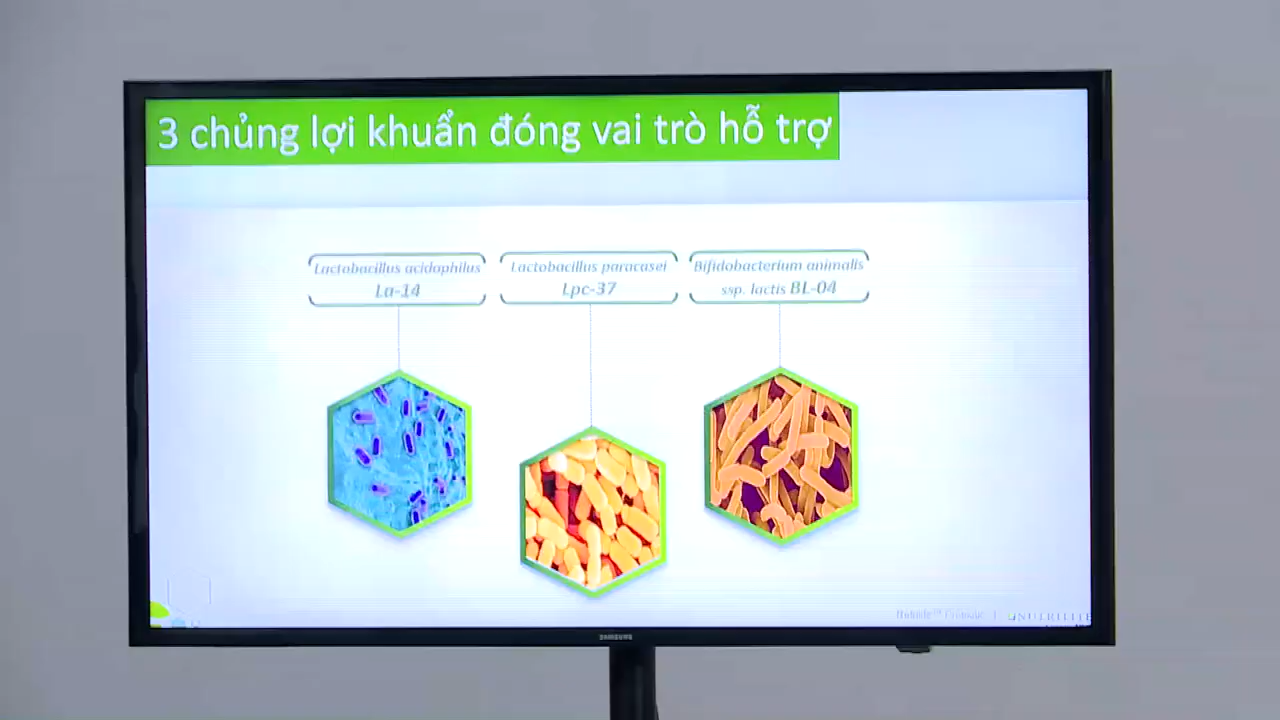 3 chủng lợi khuẩn đóng vai trò hỗ trợ
Lactobacillus acidophilus
La-14
Lactobacillus paracasei
Lpc-37
Bifidobacterium animalis
ssp. lactis BL-04
NUTRILITE
SAMSUNG